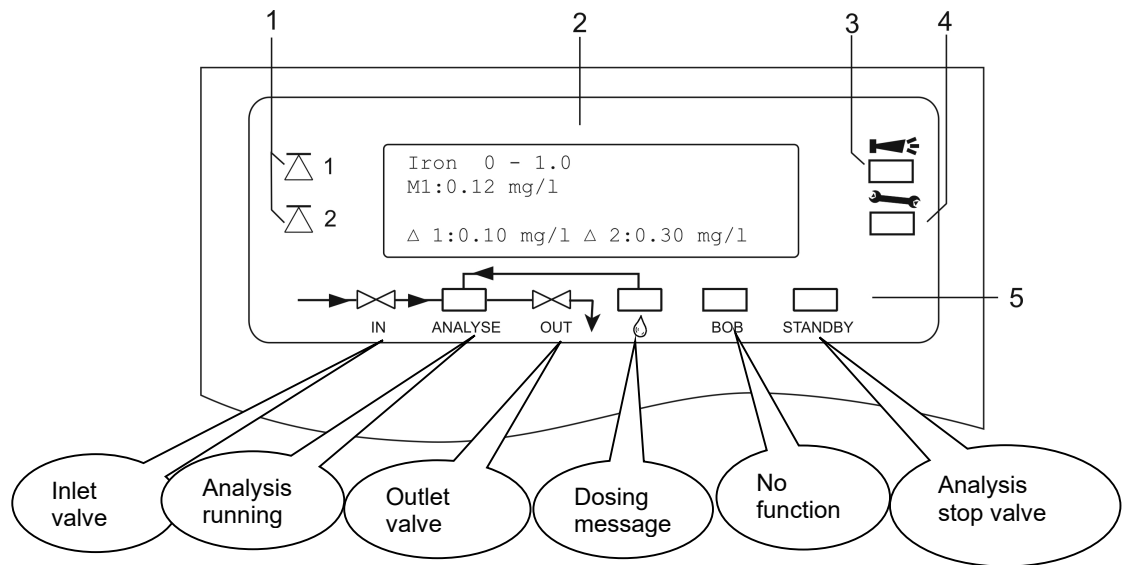 1
2
3
4
1
2
Iron 0 - 1.0
M1:0.12 mg/l
△ 1:0.10 mg/l △ 2:0.30 mg/l
5
IN
ANALYSE
OUT
BOB
STANDBY
Inlet
valve
Analysis
running
Outlet
valve
Dosing
message
No
function
Analysis
stop valve